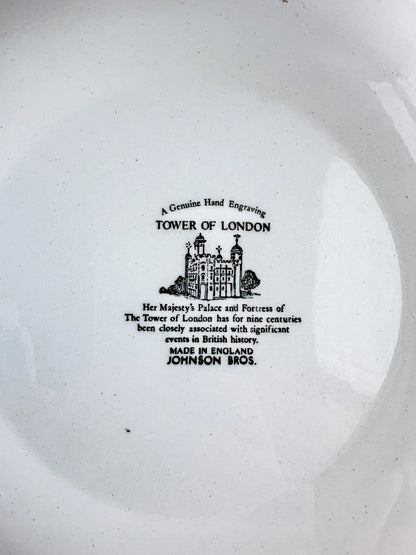 A Genuine Hand Engraving
TOWER OF LONDON
Her Majesty's Palace and Fortress of
The Tower of London has for nine centuries
been closely associated with significant
events in British history.
MADE IN ENGLAND
JOHNSON BROS.